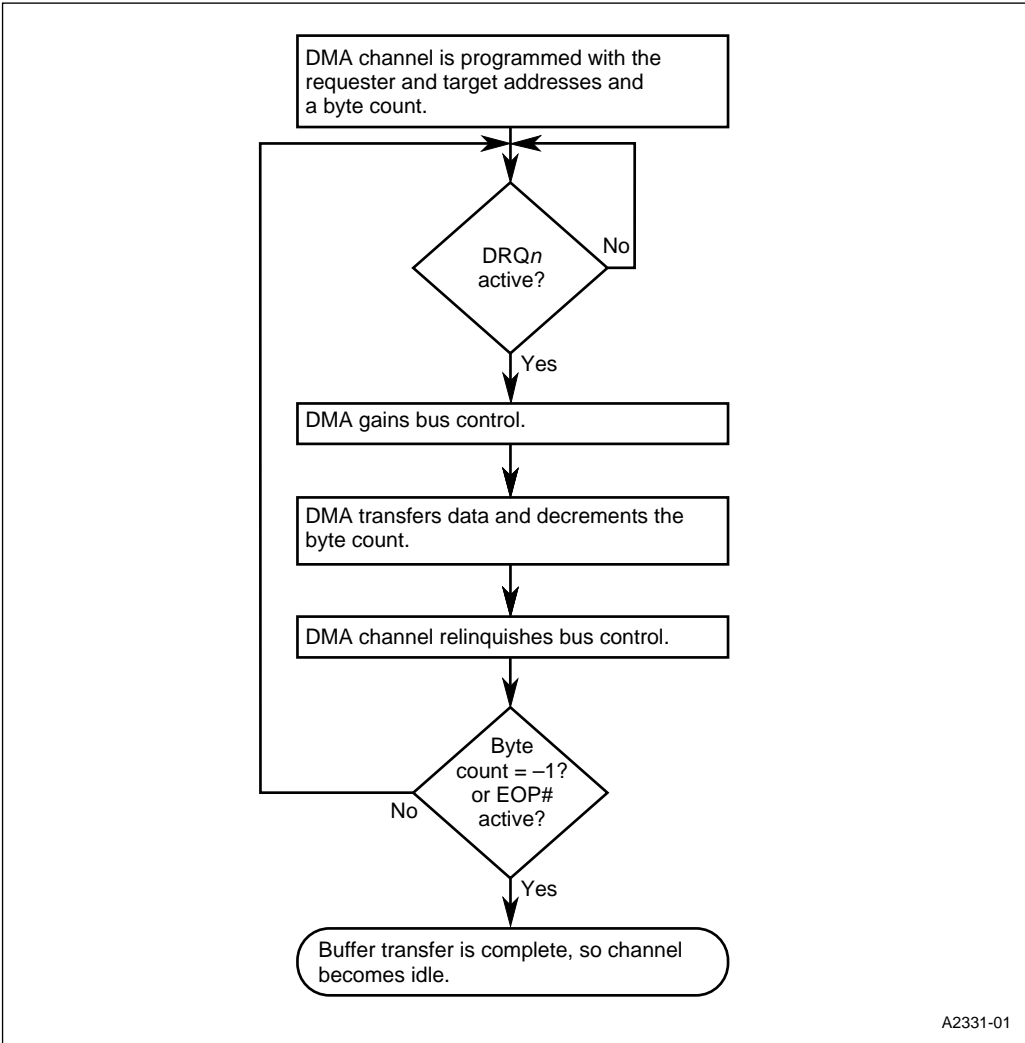 DMA channel is programmed with the
requester and target addresses and
a byte count.
DRQn
active?
No
Yes
DMA gains bus control.
DMA transfers data and decrements the
byte count.
DMA channel relinquishes bus control.
Byte
count = –1?
or EOP#
active?
No
Yes
Buffer transfer is complete, so channel
becomes idle.
A2331-01